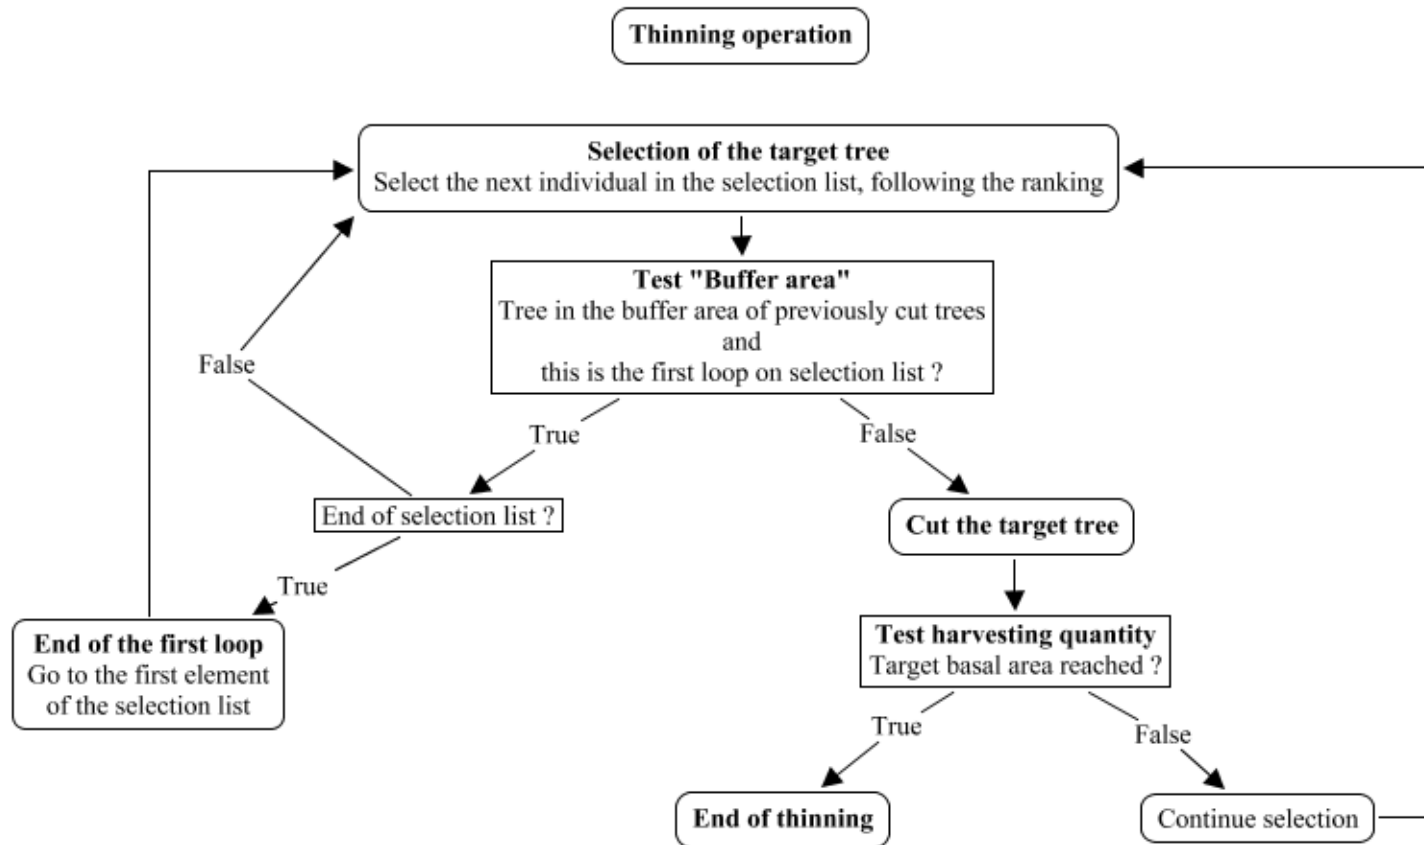 Thinning operation
Selection of the target tree
Select the next individual in the selection list, following the ranking
Test "Buffer area"
Tree in the buffer area of previously cut trees
and
this is the first loop on selection list ?
False
True
False
End of selection list ?
Cut the target tree
True
End of the first loop
Go to the first element
of the selection list
Test harvesting quantity
Target basal area reached ?
True
False
End of thinning
Continue selection